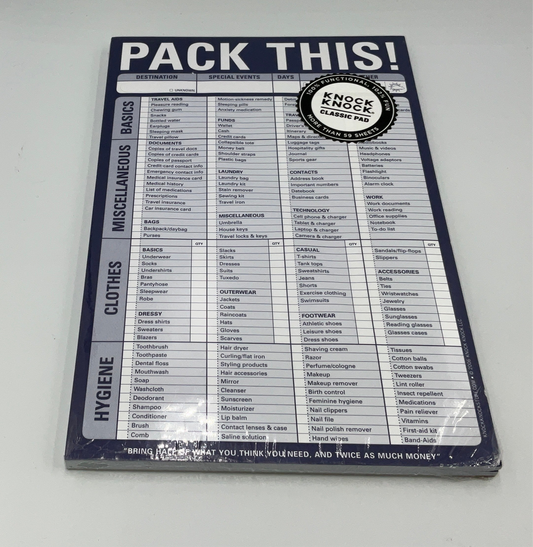 PACK THIS!
DESTINATION
SPECIAL EVENTS
DAYS
UNKNOWN
100% FUNCTIONAL, 102% FUN
KNOCK
KNOCK
CLASSIC PAD
MORE THAN 59 SHEETS
BASICS
TRAVEL AIDS
Pleasure reading
Chewing gum
Snacks
Bottled water
Earplugs
Sleeping mask
Travel pillow
Motion-sickness remedy
Sleeping pills
Anxiety medication
FUNDS
Wallet
Cash
Credit cards
MISCELLANEOUS
DOCUMENTS
Copies of travel docs
Copies of credit cards
Copies of passport
Credit-card contact info
Emergency contact info
Medical insurance card
Medical history
List of medications
Prescriptions
Travel insurance
Car insurance card
BAGS
Backpack/daybag
Purses
Collapsible cote
Money belt
Shoulder straps
Plastic bags
LAUNDRY
Laundry bag
Laundry kit
Stain remover
Sewing kit
Travel iron
MISCELLANEOUS
Umbrella
House keys
Travel locks & keys
Luggage tags
Hospitality gifts
Journal
Sports gear
CONTACTS
Address book
Important numbers
Datebook
Business cards
TECHNOLOGY
Cell phone & charger
Tablet & charger
Laptop & charger
Camera & charger
Music & videos
Headphones
Voltage adaptors
Batteries
Flashlight
Binoculars
Alarm clock
WORK
Work documents
Work reading
Office supplies
Notebook
To-do list
CLOTHES
BASICS
QTY
Underwear
Socks
Undershirts
Bras
Pantyhose
Sleepwear
Robe
DRESSY
Dress shirts
Sweaters
Blazers
Slacks
QTY
Skirts
Dresses
Suits
Tuxedo
OUTERWEAR
Jackets
Coats
Raincoats
Hats
Gloves
Scarves
CASUAL
QTY
T-shirts
Tank tops
Sweatshirts
Jeans
Shorts
Exercise clothing
Swimsuits
FOOTWEAR
Athletic shoes
Leisure shoes
Dress shoes
Sandals/flip-flops
QTY
Slippers
ACCESSORIES
Belts
Ties
Wristwatches
Jewelry
Glasses
Sunglasses
Reading glasses
Glasses cases
HYGIENE
Toothbrush
Toothpaste
Dental floss
Mouthwash
Soap
Washcloth
Deodorant
Shampoo
Conditioner
Brush
Comb
Hair dryer
Curling/flat iron
Styling products
Hair accessories
Mirror
Cleanser
Sunscreen
Moisturizer
Lip balm
Contact lenses & case
Saline solution
Shaving cream
Razor
Perfume/cologne
Makeup
Makeup remover
Birth control
Feminine hygiene
Nail clippers
Nail file
Nail polish remover
Hand wipes
Tissues
Cotton balls
Cotton swabs
Tweezers
Lint roller
Insect repellent
Medications
Pain reliever
Vitamins
First-aid kit
Band-Aids
"BRING HALF OF WHAT YOU THINK YOU NEED, AND TWICE AS MUCH MONEY"